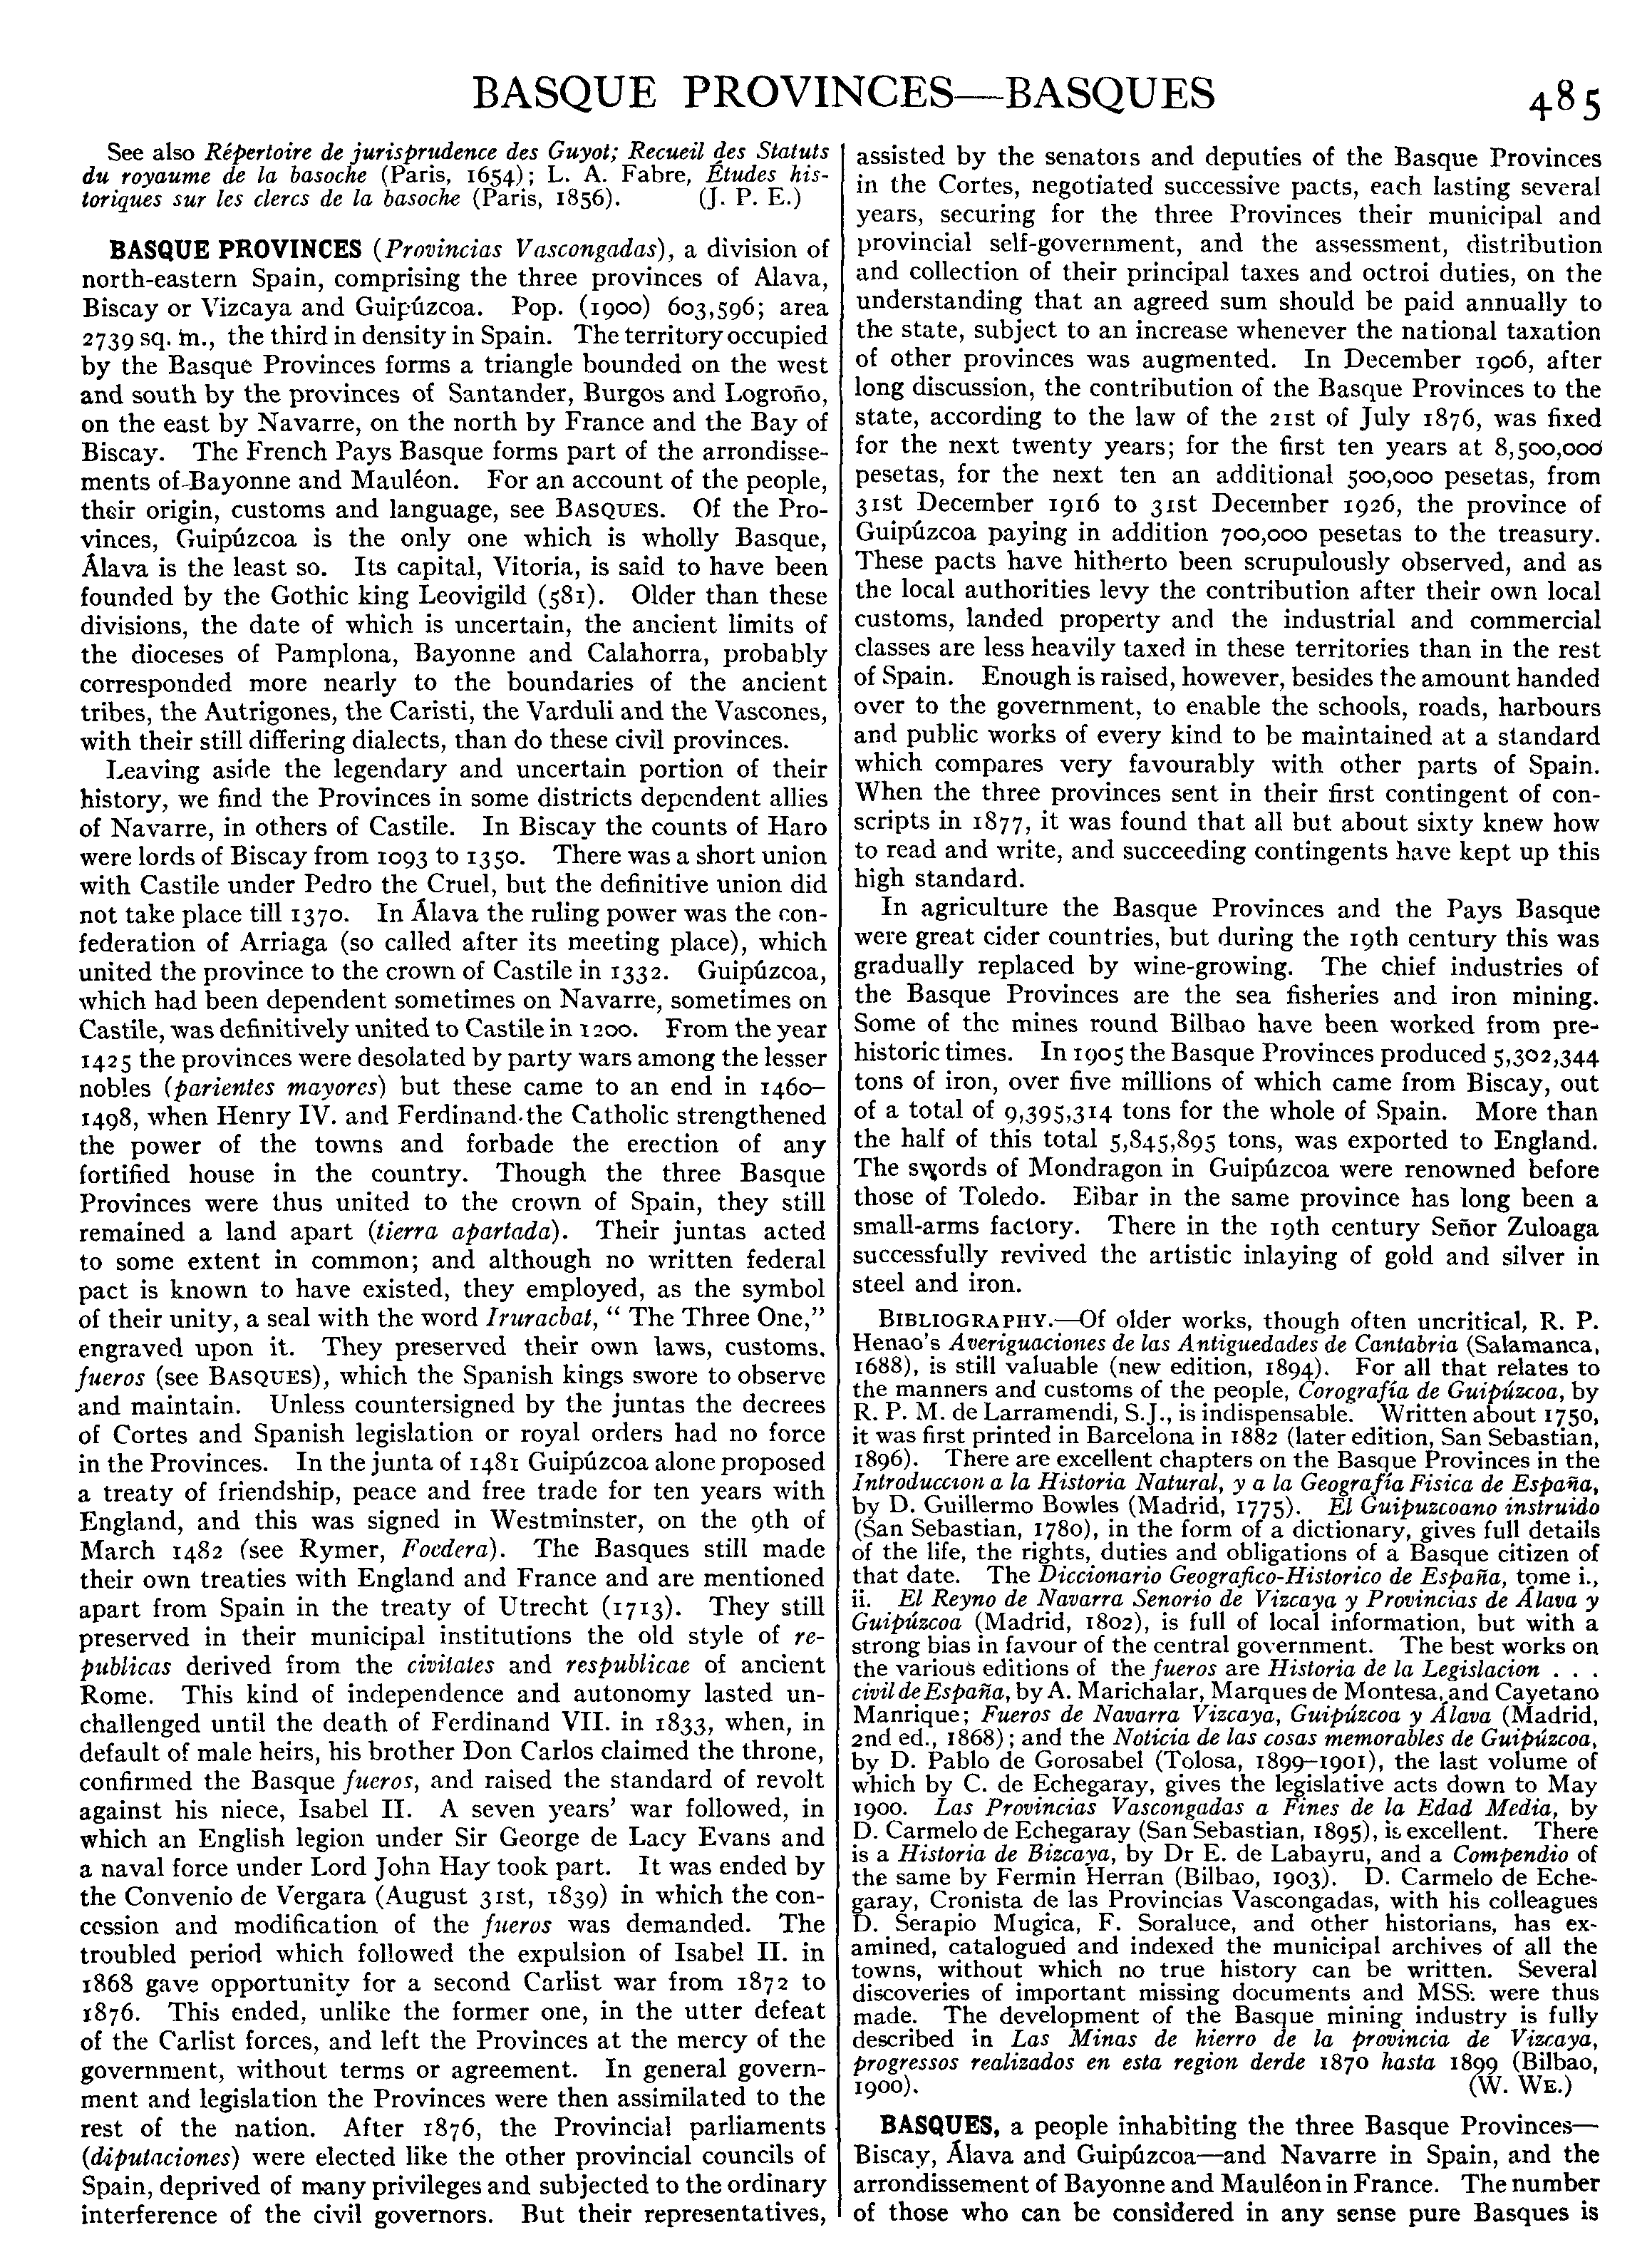 BASQUE PROVINCES—BASQUES
485
See also Répertoire de jurisprudence des Guyot; Recueil des Statuts
du royaume de la basoche (Paris, 1654); L. A. Fabre, Études his-
toriques sur les clercs de la basoche (Paris, 1856). (J. P. E.)
BASQUE PROVINCES (Provincias Vascongadas), a division of
north-eastern Spain, comprising the three provinces of Alava,
Biscay or Vizcaya and Guipúzcoa. Pop. (1900) 603,596; area
2739 sq. m., the third in density in Spain. The territory occupied
by the Basque Provinces forms a triangle bounded on the west
and south by the provinces of Santander, Burgos and Logroño,
on the east by Navarre, on the north by France and the Bay of
Biscay. The French Pays Basque forms part of the arrondisse-
ments of Bayonne and Mauléon. For an account of the people,
their origin, customs and language, see BASQUES. Of the Pro-
vinces, Guipúzcoa is the only one which is wholly Basque,
Álava is the least so. Its capital, Vitoria, is said to have been
founded by the Gothic king Leovigild (581). Older than these
divisions, the date of which is uncertain, the ancient limits of
the dioceses of Pamplona, Bayonne and Calahorra, probably
corresponded more nearly to the boundaries of the ancient
tribes, the Autrigones, the Caristi, the Varduli and the Vascones,
with their still differing dialects, than do these civil provinces.
Leaving aside the legendary and uncertain portion of their
history, we find the Provinces in some districts dependent allies
of Navarre, in others of Castile. In Biscay the counts of Haro
were lords of Biscay from 1093 to 1350. There was a short union
with Castile under Pedro the Cruel, but the definitive union did
not take place till 1370. In Álava the ruling power was the con-
federation of Arriaga (so called after its meeting place), which
united the province to the crown of Castile in 1332. Guipúzcoa,
which had been dependent sometimes on Navarre, sometimes on
Castile, was definitively united to Castile in 1200. From the year
1425 the provinces were desolated by party wars among the lesser
nobles (parientes mayores) but these came to an end in 1460–
1498, when Henry IV. and Ferdinand the Catholic strengthened
the power of the towns and forbade the erection of any
fortified house in the country. Though the three Basque
Provinces were thus united to the crown of Spain, they still
remained a land apart (tierra apartada). Their juntas acted
to some extent in common; and although no written federal
pact is known to have existed, they employed, as the symbol
of their unity, a seal with the word Iruracbat, “ The Three One,”
engraved upon it. They preserved their own laws, customs,
fueros (see BASQUES), which the Spanish kings swore to observe
and maintain. Unless countersigned by the juntas the decrees
of Cortes and Spanish legislation or royal orders had no force
in the Provinces. In the junta of 1481 Guipúzcoa alone proposed
a treaty of friendship, peace and free trade for ten years with
England, and this was signed in Westminster, on the 9th of
March 1482 (see Rymer, Foedera). The Basques still made
their own treaties with England and France and are mentioned
apart from Spain in the treaty of Utrecht (1713). They still
preserved in their municipal institutions the old style of re-
publicas derived from the civitates and respublicae of ancient
Rome. This kind of independence and autonomy lasted un-
challenged until the death of Ferdinand VII. in 1833, when, in
default of male heirs, his brother Don Carlos claimed the throne,
confirmed the Basque fueros, and raised the standard of revolt
against his niece, Isabel II. A seven years’ war followed, in
which an English legion under Sir George de Lacy Evans and
a naval force under Lord John Hay took part. It was ended by
the Convenio de Vergara (August 31st, 1839) in which the con-
cession and modification of the fueros was demanded. The
troubled period which followed the expulsion of Isabel II. in
1868 gave opportunity for a second Carlist war from 1872 to
1876. This ended, unlike the former one, in the utter defeat
of the Carlist forces, and left the Provinces at the mercy of the
government, without terms or agreement. In general govern-
ment and legislation the Provinces were then assimilated to the
rest of the nation. After 1876, the Provincial parliaments
(diputaciones) were elected like the other provincial councils of
Spain, deprived of many privileges and subjected to the ordinary
interference of the civil governors. But their representatives,
assisted by the senators and deputies of the Basque Provinces
in the Cortes, negotiated successive pacts, each lasting several
years, securing for the three Provinces their municipal and
provincial self-government, and the assessment, distribution
and collection of their principal taxes and octroi duties, on the
understanding that an agreed sum should be paid annually to
the state, subject to an increase whenever the national taxation
of other provinces was augmented. In December 1906, after
long discussion, the contribution of the Basque Provinces to the
state, according to the law of the 21st of July 1876, was fixed
for the next twenty years; for the first ten years at 8,500,000
pesetas, for the next ten an additional 500,000 pesetas, from
31st December 1916 to 31st December 1926, the province of
Guipúzcoa paying in addition 700,000 pesetas to the treasury.
These pacts have hitherto been scrupulously observed, and as
the local authorities levy the contribution after their own local
customs, landed property and the industrial and commercial
classes are less heavily taxed in these territories than in the rest
of Spain. Enough is raised, however, besides the amount handed
over to the government, to enable the schools, roads, harbours
and public works of every kind to be maintained at a standard
which compares very favourably with other parts of Spain.
When the three provinces sent in their first contingent of con-
scripts in 1877, it was found that all but about sixty knew how
to read and write, and succeeding contingents have kept up this
high standard.
In agriculture the Basque Provinces and the Pays Basque
were great cider countries, but during the 19th century this was
gradually replaced by wine-growing. The chief industries of
the Basque Provinces are the sea fisheries and iron mining.
Some of the mines round Bilbao have been worked from pre-
historic times. In 1905 the Basque Provinces produced 5,302,344
tons of iron, over five millions of which came from Biscay, out
of a total of 9,395,314 tons for the whole of Spain. More than
the half of this total 5,845,895 tons, was exported to England.
The swords of Mondragon in Guipúzcoa were renowned before
those of Toledo. Eibar in the same province has long been a
small-arms factory. There in the 19th century Señor Zuloaga
successfully revived the artistic inlaying of gold and silver in
steel and iron.
BIBLIOGRAPHY.—Of older works, though often uncritical, R. P.
Henao's Averiguaciones de las Antiguedades de Cantabria (Salamanca,
1688), is still valuable (new edition, 1894). For all that relates to
the manners and customs of the people, Corografía de Guipúzcoa, by
R. P. M. de Larramendi, S.J., is indispensable. Written about 1750,
it was first printed in Barcelona in 1882 (later edition, San Sebastian,
1896). There are excellent chapters on the Basque Provinces in the
Introduccion a la Historia Natural, y a la Geografía Fisica de España,
by D. Guillermo Bowles (Madrid, 1775). El Guipuzcoano instruido
(San Sebastian, 1780), in the form of a dictionary, gives full details
of the life, the rights, duties and obligations of a Basque citizen of
that date. The Diccionario Geografico-Historico de España, tome i.,
ii. El Reyno de Navarra Senorio de Vizcaya y Provincias de Álava y
Guipúzcoa (Madrid, 1802), is full of local information, but with a
strong bias in favour of the central government. The best works on
the various editions of the fueros are Historia de la Legislacion . . .
civil de España, by A. Marichalar, Marques de Montesa, and Cayetano
Manrique; Fueros de Navarra Vizcaya, Guipúzcoa y Álava (Madrid,
2nd ed., 1868); and the Noticia de las cosas memorables de Guipúzcoa,
by D. Pablo de Gorosabel (Tolosa, 1899–1901), the last volume of
which by C. de Echegaray, gives the legislative acts down to May
1900. Las Provincias Vascongadas a Fines de la Edad Media, by
D. Carmelo de Echegaray (San Sebastian, 1895), is excellent. There
is a Historia de Bizcaya, by Dr E. de Labayru, and a Compendio of
the same by Fermin Herran (Bilbao, 1903). D. Carmelo de Eche-
garay, Cronista de las Provincias Vascongadas, with his colleagues
D. Serapio Mugica, F. Soraluce, and other historians, has ex-
amined, catalogued and indexed the municipal archives of all the
towns, without which no true history can be written. Several
discoveries of important missing documents and MSS. were thus
made. The development of the Basque mining industry is fully
described in Las Minas de hierro de la provincia de Vizcaya,
progressos realizados en esta region derde 1870 hasta 1899 (Bilbao,
1900). (W. WE.)
BASQUES, a people inhabiting the three Basque Provinces—
Biscay, Álava and Guipúzcoa—and Navarre in Spain, and the
arrondissement of Bayonne and Mauléon in France. The number
of those who can be considered in any sense pure Basques is